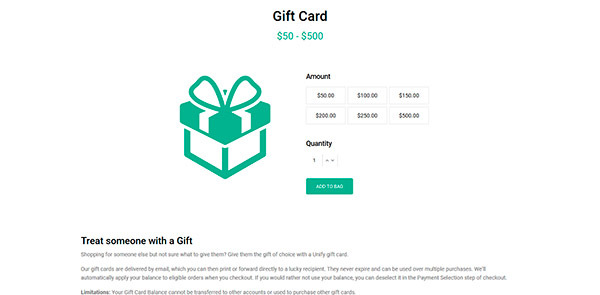 Gift Card
$50 - $500
Amount
$50.00 $100.00 $150.00
$200.00 $250.00 $500.00
Quantity
1
ADD TO BAG
Treat someone with a Gift
Shopping for someone else but not sure what to give them? Give them the gift of choice with a Unify gift card.
Our gift cards are delivered by email, which you can then print or forward directly to a lucky recipient. They never expire and can be used over multiple purchases. We'll
automatically apply your balance to eligible orders when you checkout. If you would rather not use your balance, you can deselect it in the Payment Selection step of checkout.
Limitations: Your Gift Card Balance cannot be transferred to other accounts or used to purchase other gift cards.